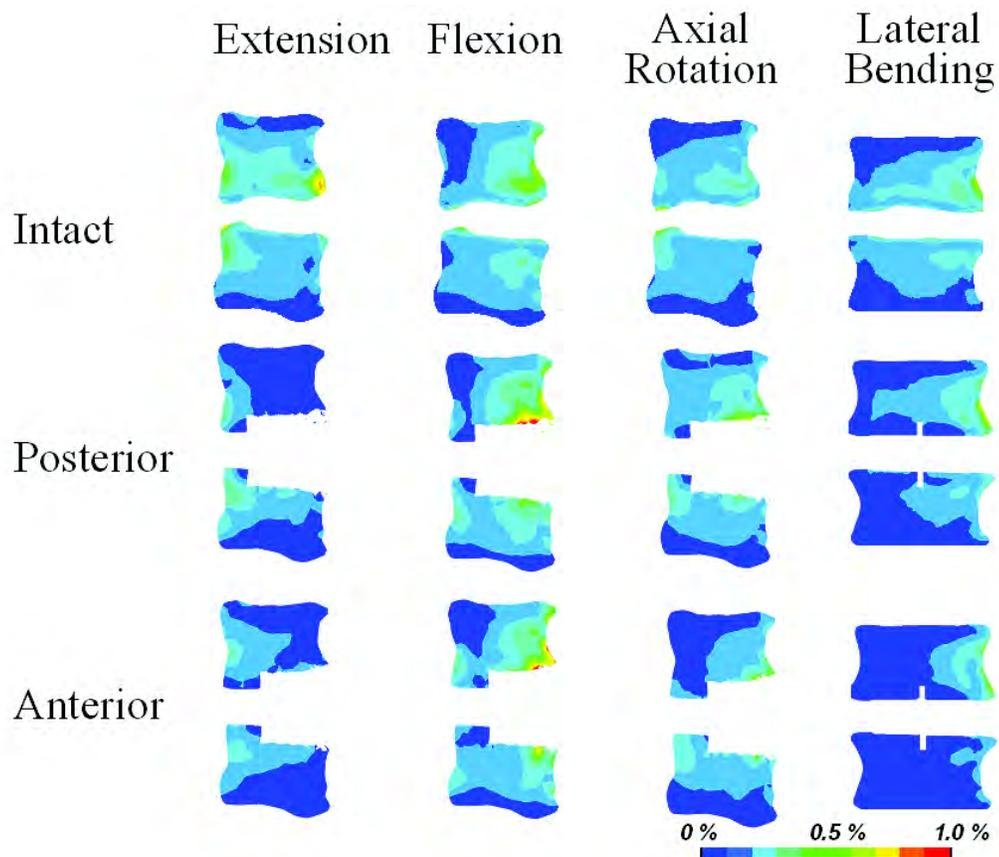 Extension Flexion Axial Rotation Lateral Bending
Intact
Posterior
Anterior
0 % 0.5 % 1.0 %